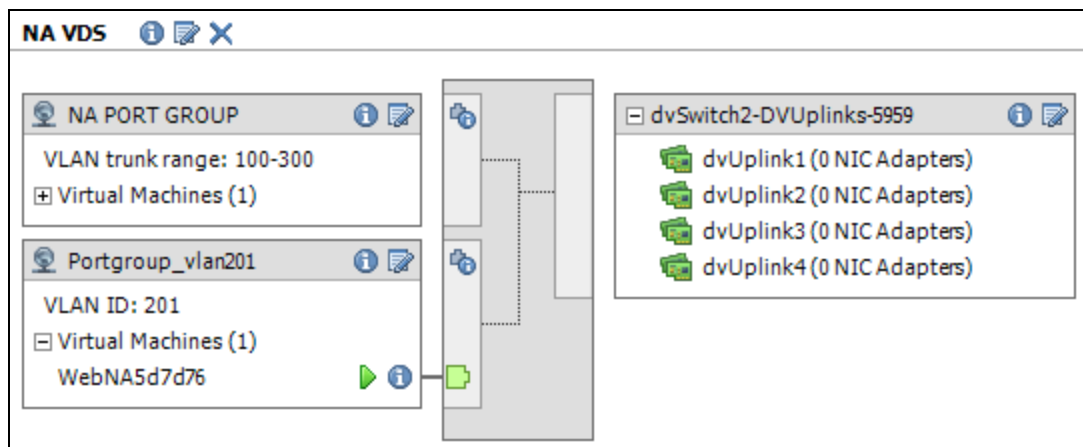 NA VDS
NA PORT GROUP
VLAN trunk range: 100-300
Virtual Machines (1)
Portgroup_vlan201
VLAN ID: 201
Virtual Machines (1)
WebNA5d7d76
dvSwitch2-DVUplinks-5959
dvUplink1 (0 NIC Adapters)
dvUplink2 (0 NIC Adapters)
dvUplink3 (0 NIC Adapters)
dvUplink4 (0 NIC Adapters)